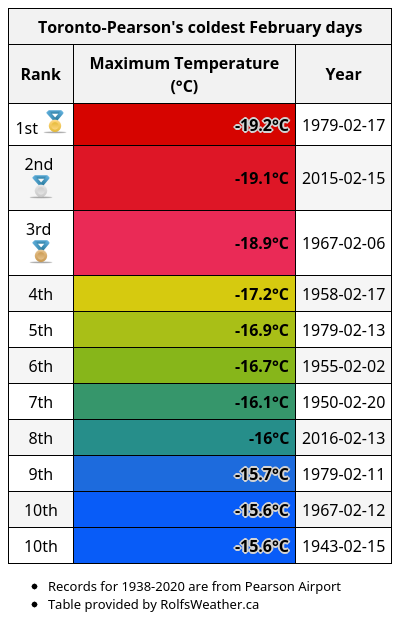 Toronto-Pearson's coldest February days
Rank Maximum Temperature (°C) Year
1st -19.2°C 1979-02-17
2nd -19.1°C 2015-02-15
3rd -18.9°C 1967-02-06
4th -17.2°C 1958-02-17
5th -16.9°C 1979-02-13
6th -16.7°C 1955-02-02
7th -16.1°C 1950-02-20
8th -16°C 2016-02-13
9th -15.7°C 1979-02-11
10th -15.6°C 1967-02-12
10th -15.6°C 1943-02-15
• Records for 1938-2020 are from Pearson Airport
• Table provided by RolfsWeather.ca